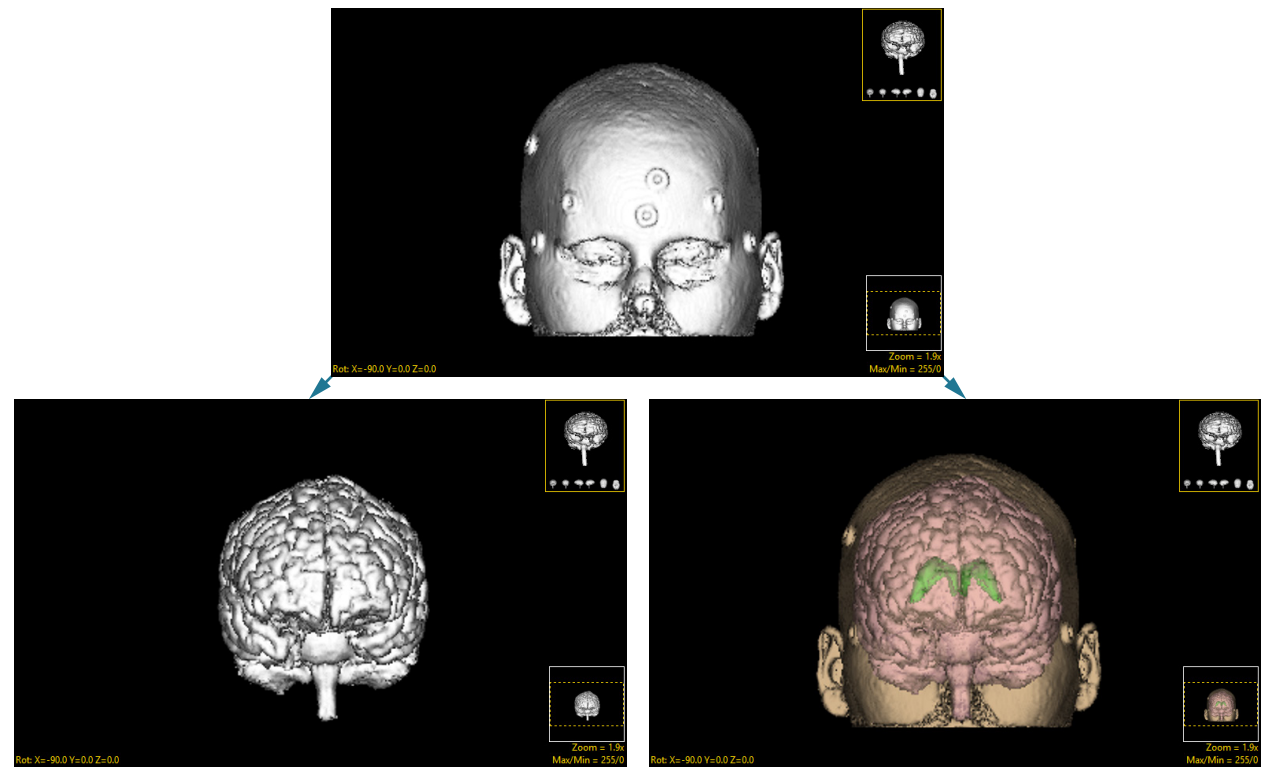 Zoom = 1.9x
Rot: X=-90.0 Y=0.0 Z=0.0
Max/Min = 255/0
Zoom = 1.9x
Rot: X=-90.0 Y=0.0 Z=0.0
Max/Min = 255/0
Zoom = 1.9x
Rot: X=-90.0 Y=0.0 Z=0.0
Max/Min = 255/0